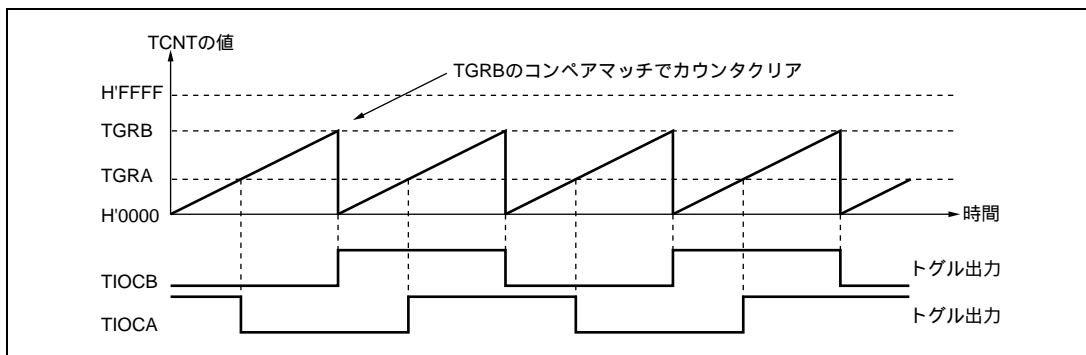 TCNTの値
TGRBのコンペアマッチでカウンタクリア
H'FFFF
TGRB
TGRA
H'0000
時間
TIOCB
トグル出力
TIOCA
トグル出力